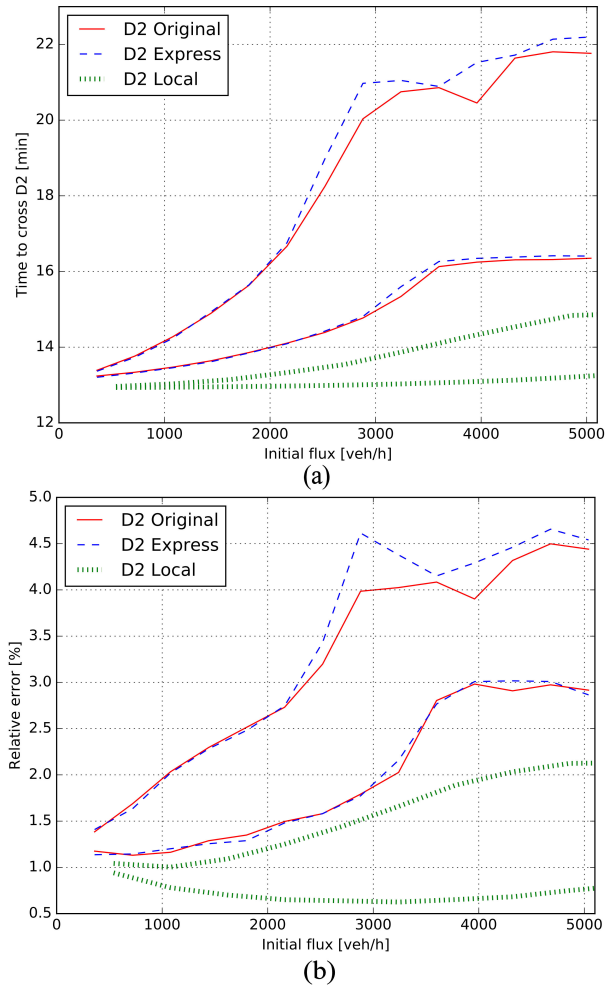 22
20
18
16
14
12
Time to cross D2 [min]
D2 Original
D2 Express
D2 Local
0 1000 2000 3000 4000 5000
Initial flux [veh/h]
(a)
5.0
4.5
4.0
3.5
3.0
2.5
2.0
1.5
1.0
0.5
Relative error [%]
D2 Original
D2 Express
D2 Local
0 1000 2000 3000 4000 5000
Initial flux [veh/h]
(b)